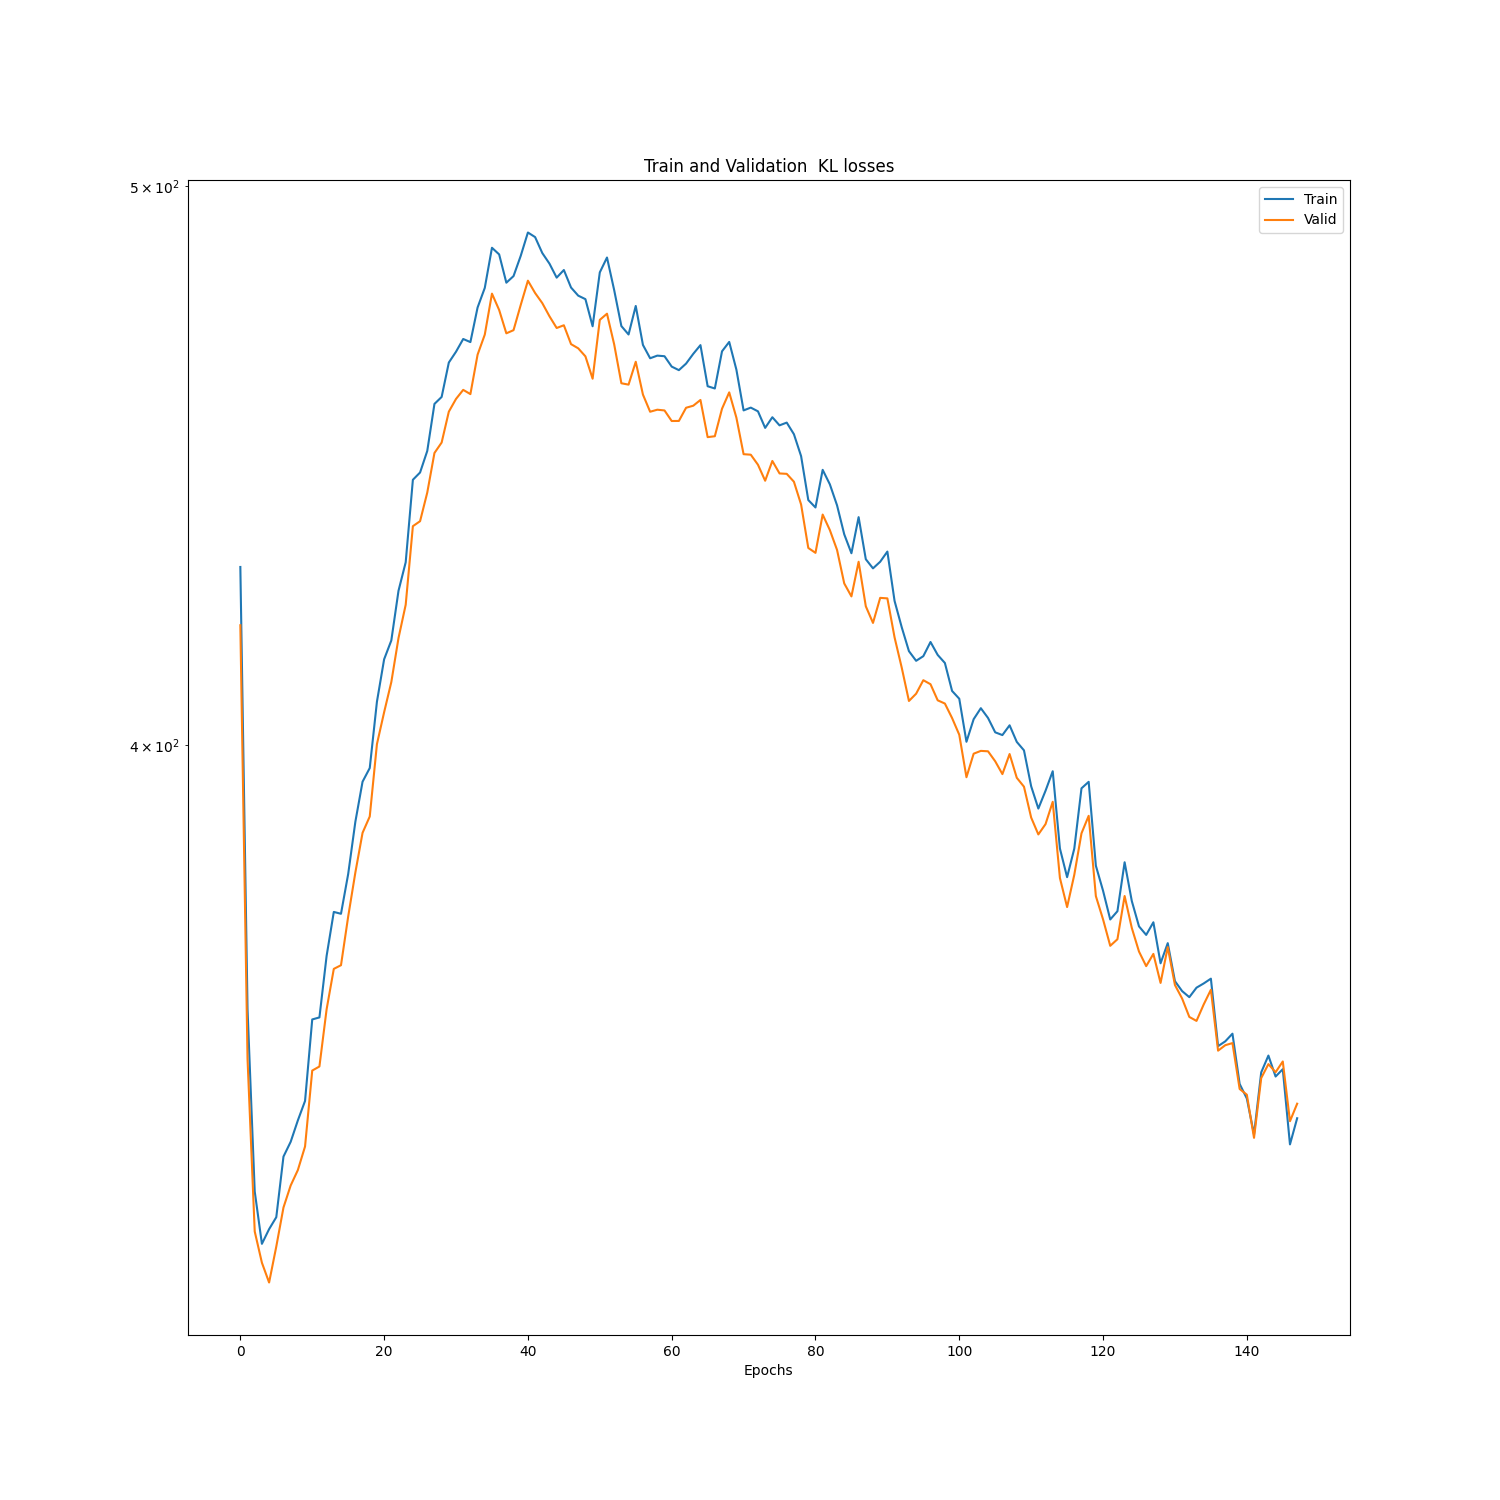 Train and Validation  KL losses
5 × 10²
Train
Valid
4 × 10²
0 20 40 60 80 100 120 140
Epochs